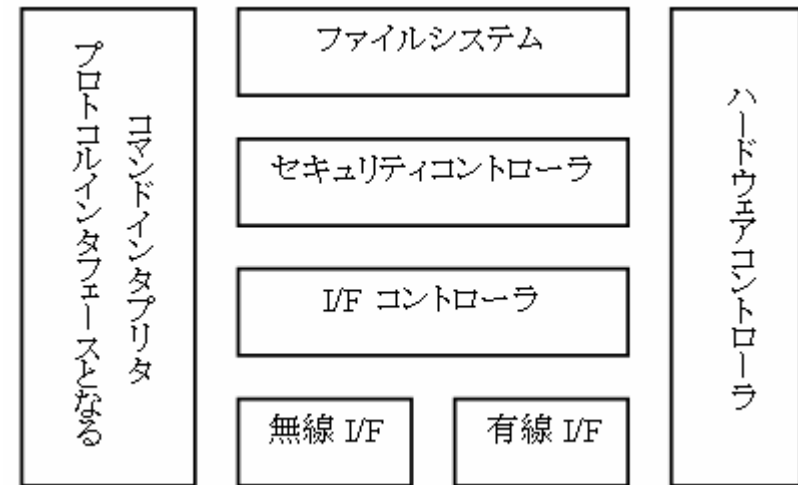 プロトコルインタフェースとなる
コマンドインタプリタ
ファイルシステム
セキュリティコントローラ
I/F コントローラ
無線 I/F
有線 I/F
ハードウェアコントローラ